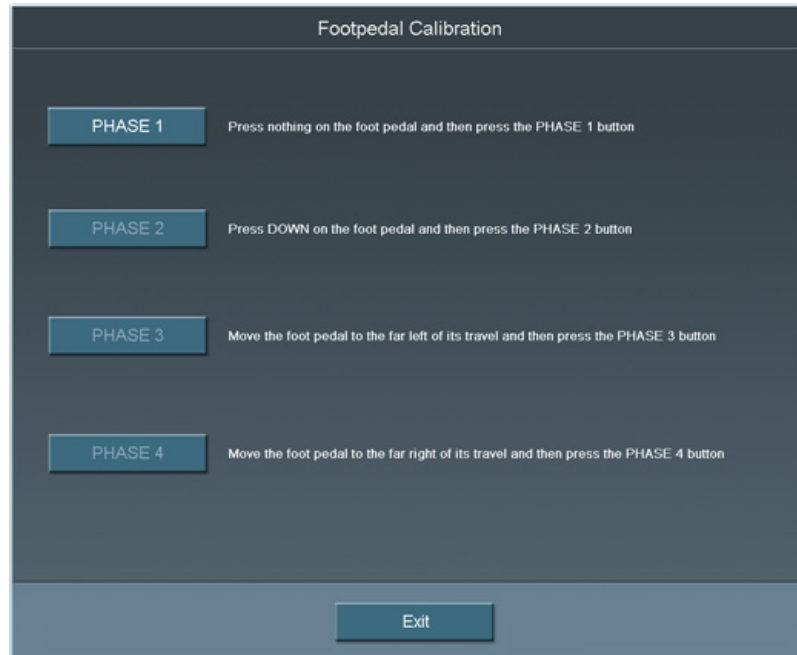 Footpedal Calibration
PHASE 1 Press nothing on the foot pedal and then press the PHASE 1 button
PHASE 2 Press DOWN on the foot pedal and then press the PHASE 2 button
PHASE 3 Move the foot pedal to the far left of its travel and then press the PHASE 3 button
PHASE 4 Move the foot pedal to the far right of its travel and then press the PHASE 4 button
Exit